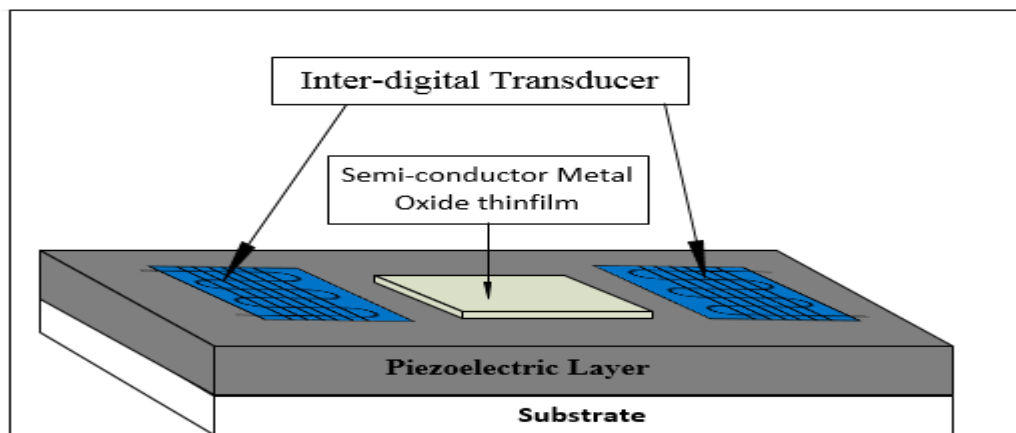 Inter-digital Transducer
Semi-conductor Metal
Oxide thinfilm
Piezoelectric Layer
Substrate